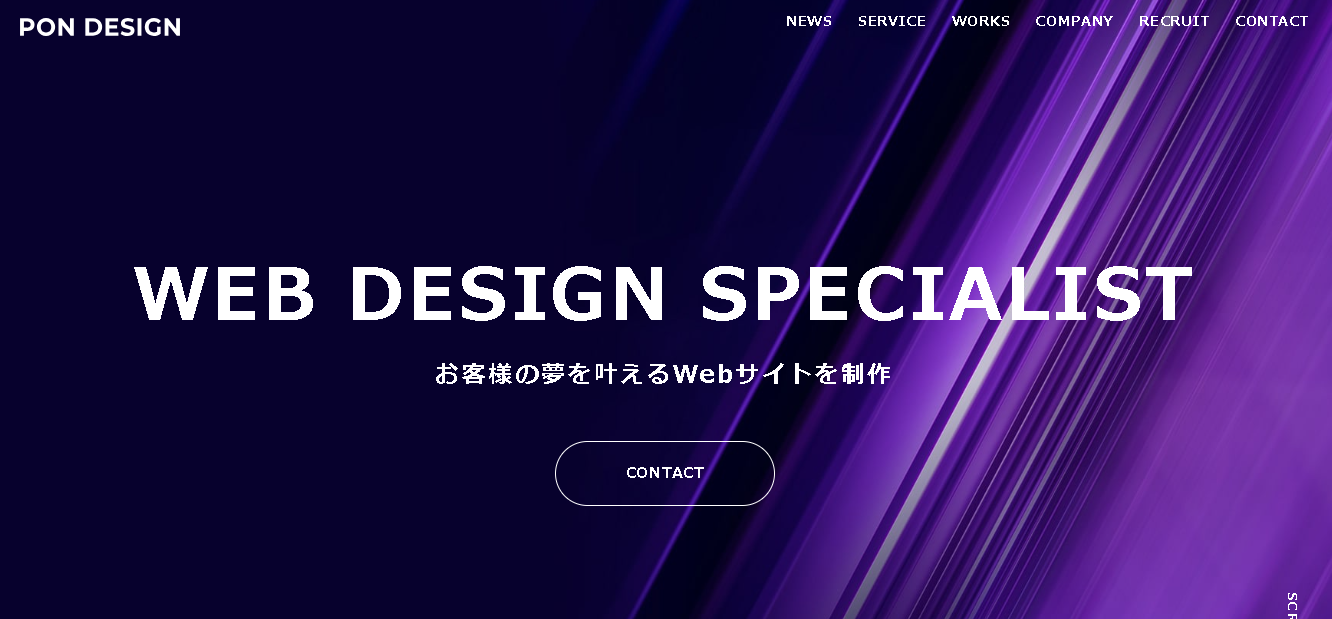 PON DESIGN
NEWS SERVICE WORKS COMPANY RECRUIT CONTACT
WEB DESIGN SPECIALIST
お客様の夢を叶えるWebサイトを制作
CONTACT